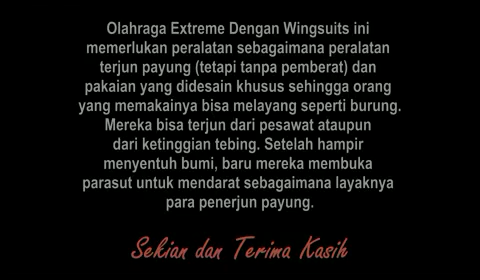 Olahraga Extreme Dengan Wingsuits ini
memerlukan peralatan sebagaimana peralatan
terjun payung (tetapi tanpa pemberat) dan
pakaian yang didesain khusus sehingga orang
yang memakainya bisa melayang seperti burung.
Mereka bisa terjun dari pesawat ataupun
dari ketinggian tebing. Setelah hampir
menyentuh bumi, baru mereka membuka
parasut untuk mendarat sebagaimana layaknya
para penerjun payung.
Sekian dan Terima Kasih